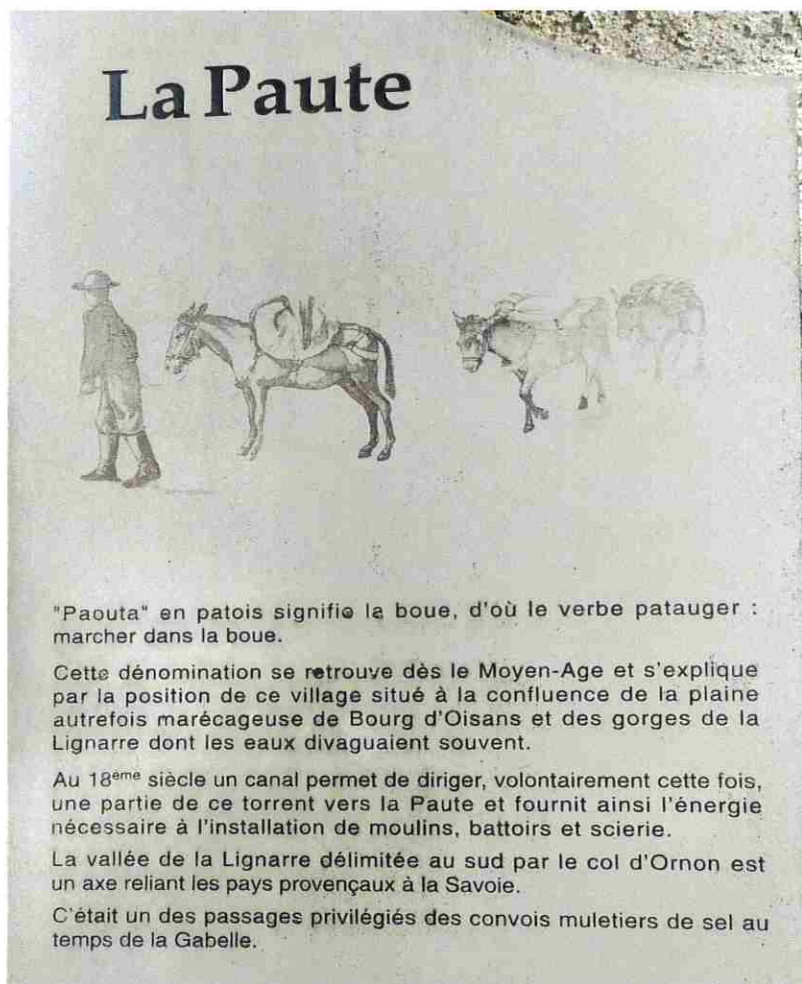 La Paute
"Paouta" en patois signifie la boue, d'où le verbe patauger :
marcher dans la boue.
Cette dénomination se retrouve dès le Moyen-Age et s'explique
par la position de ce village situé à la confluence de la plaine
autrefois marécageuse de Bourg d'Oisans et des gorges de la
Lignarre dont les eaux divaguaient souvent.
Au 18ème siècle un canal permet de diriger, volontairement cette fois,
une partie de ce torrent vers la Paute et fournit ainsi l'énergie
nécessaire à l'installation de moulins, battoirs et scierie.
La vallée de la Lignarre délimitée au sud par le col d'Ornon est
un axe reliant les pays provençaux à la Savoie.
C'était un des passages privilégiés des convois muletiers de sel au
temps de la Gabelle.